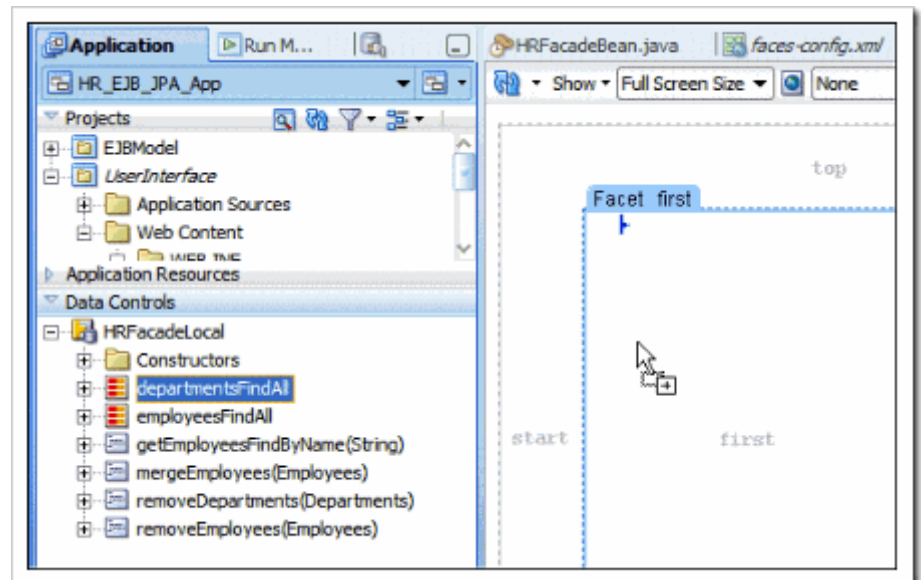 Application
Run M...
HRFacadeBean.java
faces-config.xml
HR_EJB_JPA_App
Show
Full Screen Size
None
Projects
EJBModel
UserInterface
Application Sources
Web Content
WEB-INF
Application Resources
Data Controls
HRFacadeLocal
Constructors
departmentsFindAll
employeesFindAll
getEmployeesFindByName(String)
mergeEmployees(Employees)
removeDepartments(Departments)
removeEmployees(Employees)
top
Facet first
start
first